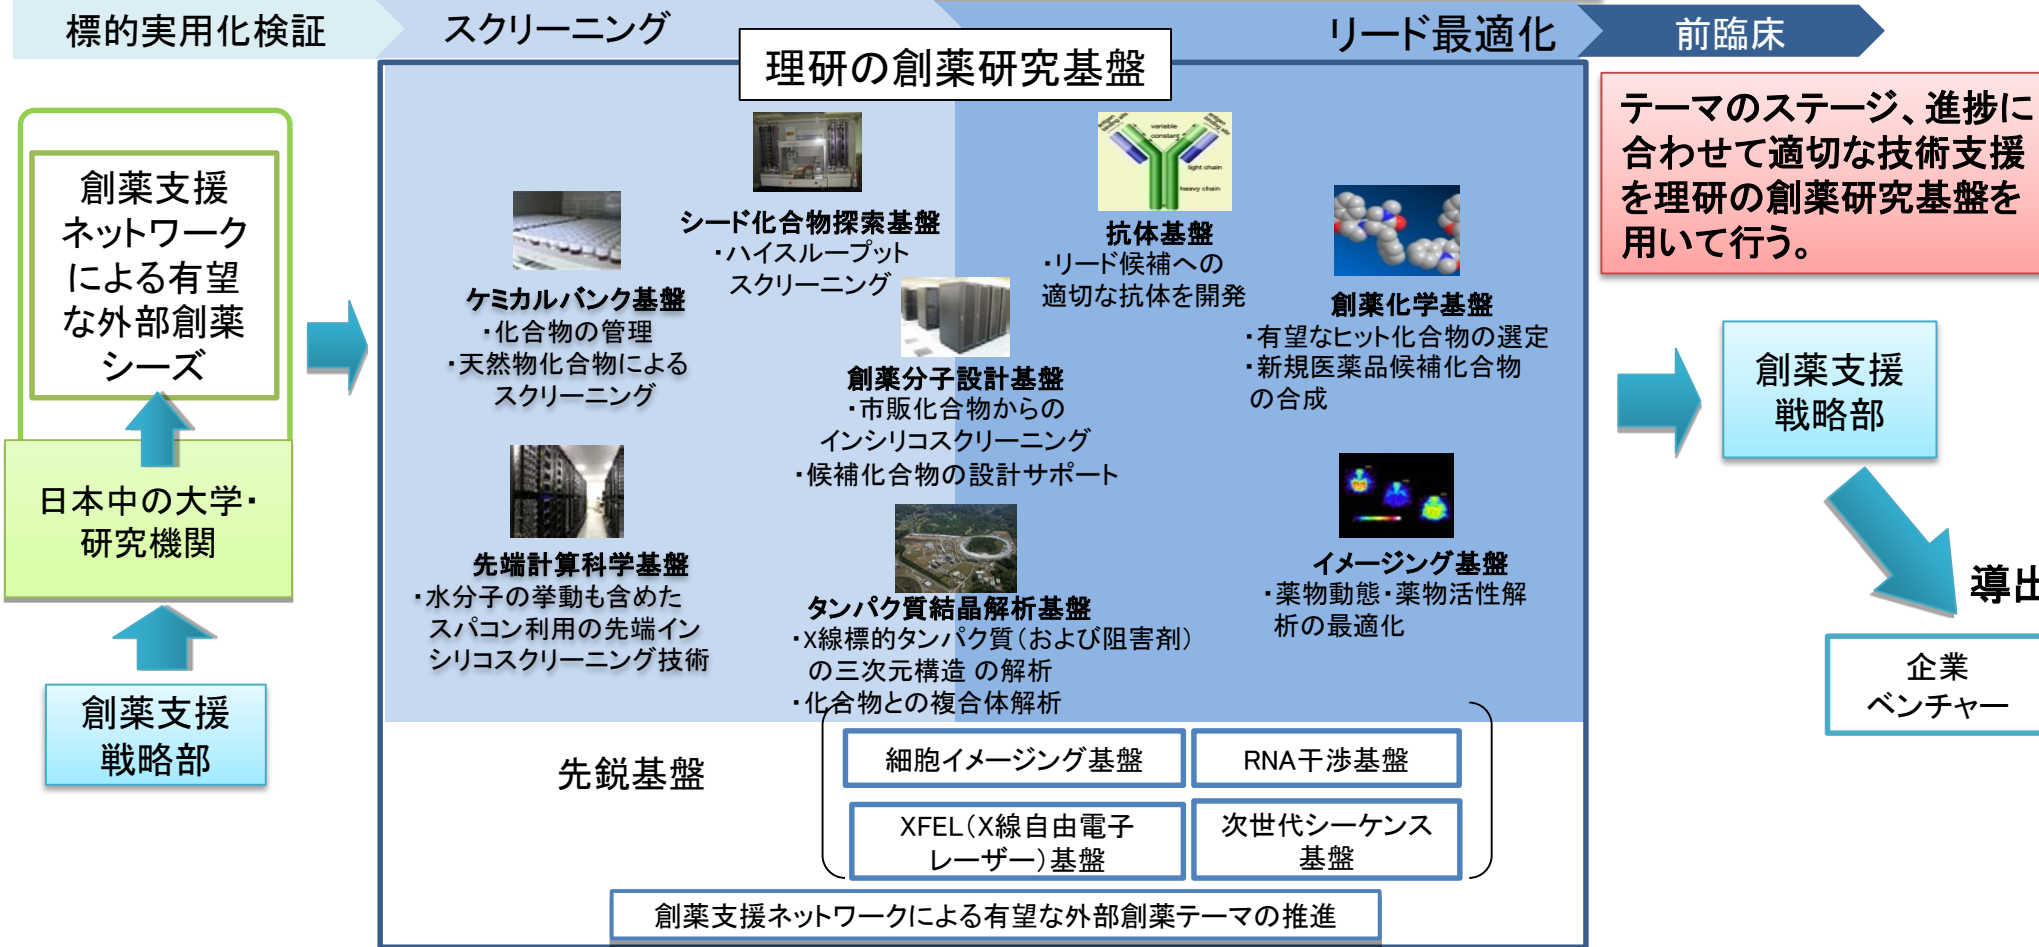 標的実用化検証
スクリーニング
リード最適化
前臨床
理研の創薬研究基盤
テーマのステージ、進捗に
合わせて適切な技術支援
を理研の創薬研究基盤を
用いて行う。
創薬支援
ネットワーク
による有望
な外部創薬
シーズ
日本中の大学・
研究機関
創薬支援
戦略部
シード化合物探索基盤
・ハイスループット
スクリーニング
ケミカルバンク基盤
・化合物の管理
・天然物化合物による
スクリーニング
創薬分子設計基盤
・市販化合物からの
インシリコスクリーニング
・候補化合物の設計サポート
先端計算科学基盤
・水分子の挙動も含めた
スパコン利用の先端イン
シリコスクリーニング技術
タンパク質結晶解析基盤
・X線標的タンパク質(および阻害剤)
の三次元構造 の解析
・化合物との複合体解析
antigen
binding site
antigen
binding site
variable
constant
light chain
heavy chain
抗体基盤
・リード候補への
適切な抗体を開発
創薬化学基盤
・有望なヒット化合物の選定
・新規医薬品候補化合物
の合成
イメージング基盤
・薬物動態・薬物活性解
析の最適化
先鋭基盤
細胞イメージング基盤
RNA干渉基盤
XFEL(X線自由電子
レーザー)基盤
次世代シーケンス
基盤
創薬支援ネットワークによる有望な外部創薬テーマの推進
創薬支援
戦略部
導出
企業
ベンチャー